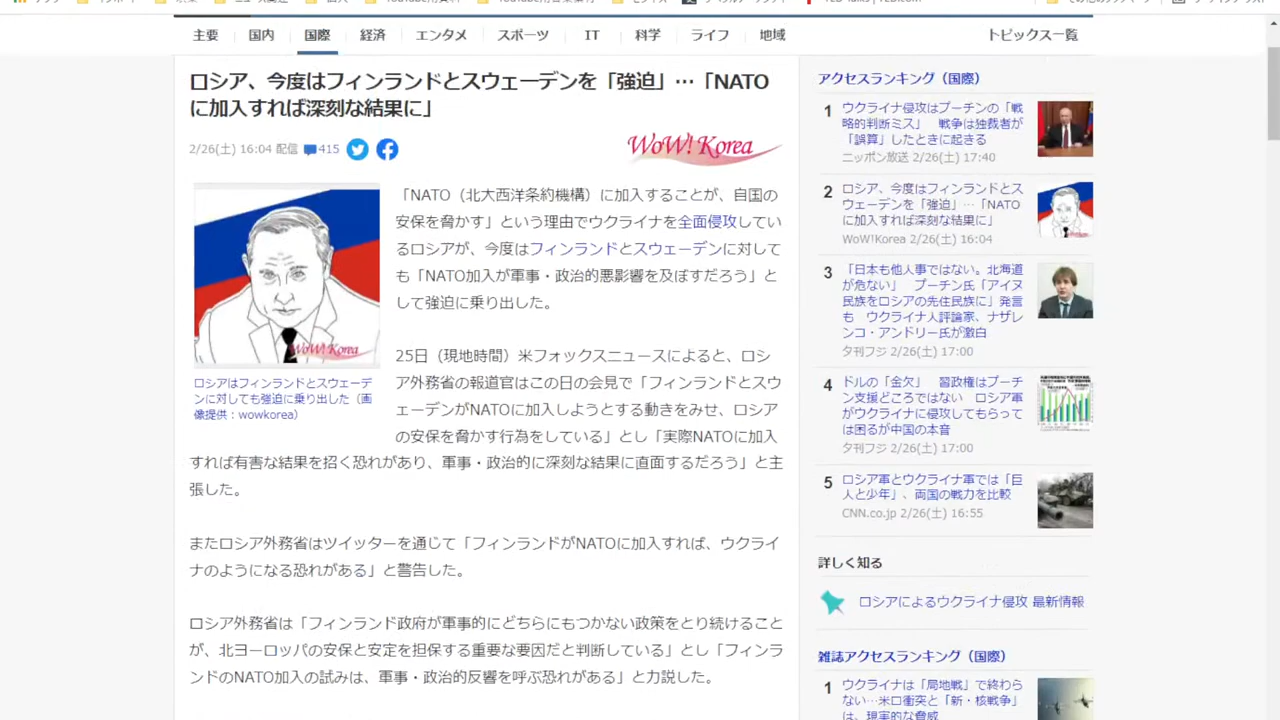 主要 国内 国際 経済 エンタメ スポーツ IT 科学 ライフ 地域 トピックス一覧
ロシア、今度はフィンランドとスウェーデンを「強迫」…「NATO
に加入すれば深刻な結果に」
2/26(土) 16:04 配信 415
WoW! Korea
「NATO（北大西洋条約機構）に加入することが、自国の
安保を脅かす」という理由でウクライナを全面侵攻してい
るロシアが、今度はフィンランドとスウェーデンに対して
も「NATO加入が軍事・政治的悪影響を及ぼすだろう」と
して強迫に乗り出した。
WoW! Korea
ロシアはフィンランドとスウェーデ
ンに対しても強迫に乗り出した（画
像提供：wowkorea）
25日（現地時間）米フォックスニュースによると、ロシ
ア外務省の報道官はこの日の会見で「フィンランドとスウ
ェーデンがNATOに加入しようとする動きをみせ、ロシア
の安保を脅かす行為をしている」とし「実際NATOに加入
すれば有害な結果を招く恐れがあり、軍事・政治的に深刻な結果に直面するだろう」と主
張した。
またロシア外務省はツイッターを通じて「フィンランドがNATOに加入すれば、ウクライ
ナのようになる恐れがある」と警告した。
ロシア外務省は「フィンランド政府が軍事的にどちらにもつかない政策をとり続けること
が、北ヨーロッパの安保と安定を担保する重要な要因だと判断している」とし「フィンラ
ンドのNATO加入の試みは、軍事・政治的反響を呼ぶ恐れがある」と力説した。
アクセスランキング（国際）
1 ウクライナ侵攻はプーチンの「戦
略的判断ミス」 戦争は独裁者が
「誤算」したときに起きる
ニッポン放送 2/26(土) 17:40
2 ロシア、今度はフィンランドとス
ウェーデンを「強迫」…「NATO
に加入すれば深刻な結果に」
WoW!Korea 2/26(土) 16:04
3 「日本も他人事ではない。北海道
が危ない」 プーチン氏「アイヌ
民族をロシアの先住民族に」発言
も ウクライナ人評論家、ナザレ
ンコ・アンドリー氏が激白
夕刊フジ 2/26(土) 17:00
4 ドルの「金欠」 習政権はプーチ
ン支援どころではない ロシア軍
がウクライナに侵攻してもらって
は困るが中国の本音
夕刊フジ 2/26(土) 17:00
5 ロシア軍とウクライナ軍では「巨
人と少年」、両国の戦力を比較
CNN.co.jp 2/26(土) 16:55
詳しく知る
ロシアによるウクライナ侵攻 最新情報
雑誌アクセスランキング（国際）
1 ウクライナは「局地戦」で終わら
ない…米ロ衝突と「新・核戦争」
は、現実的な脅威